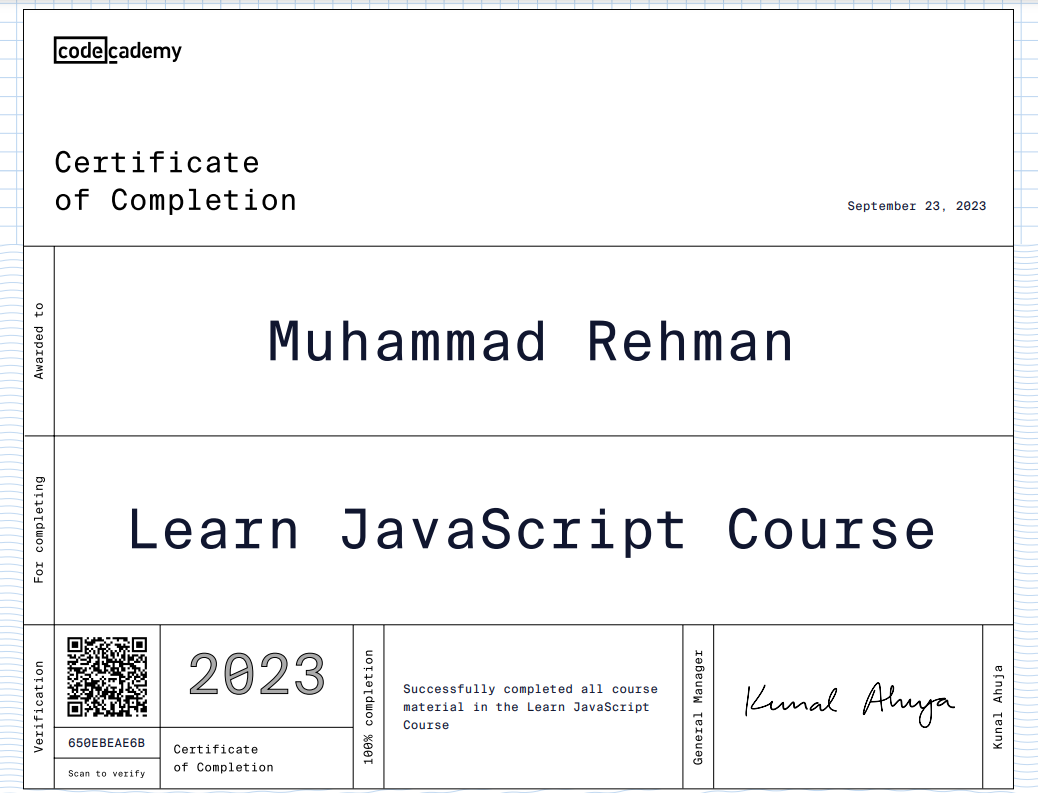 codecademy
Certificate
of Completion
September 23, 2023
Awarded to
Muhammad Rehman
For completing
Learn JavaScript Course
Verification
650EBEAE6B
Scan to verify
2023
Certificate
of Completion
100% completion
Successfully completed all course
material in the Learn JavaScript
Course
General Manager
Kunal Ahuja
Kunal Ahuja